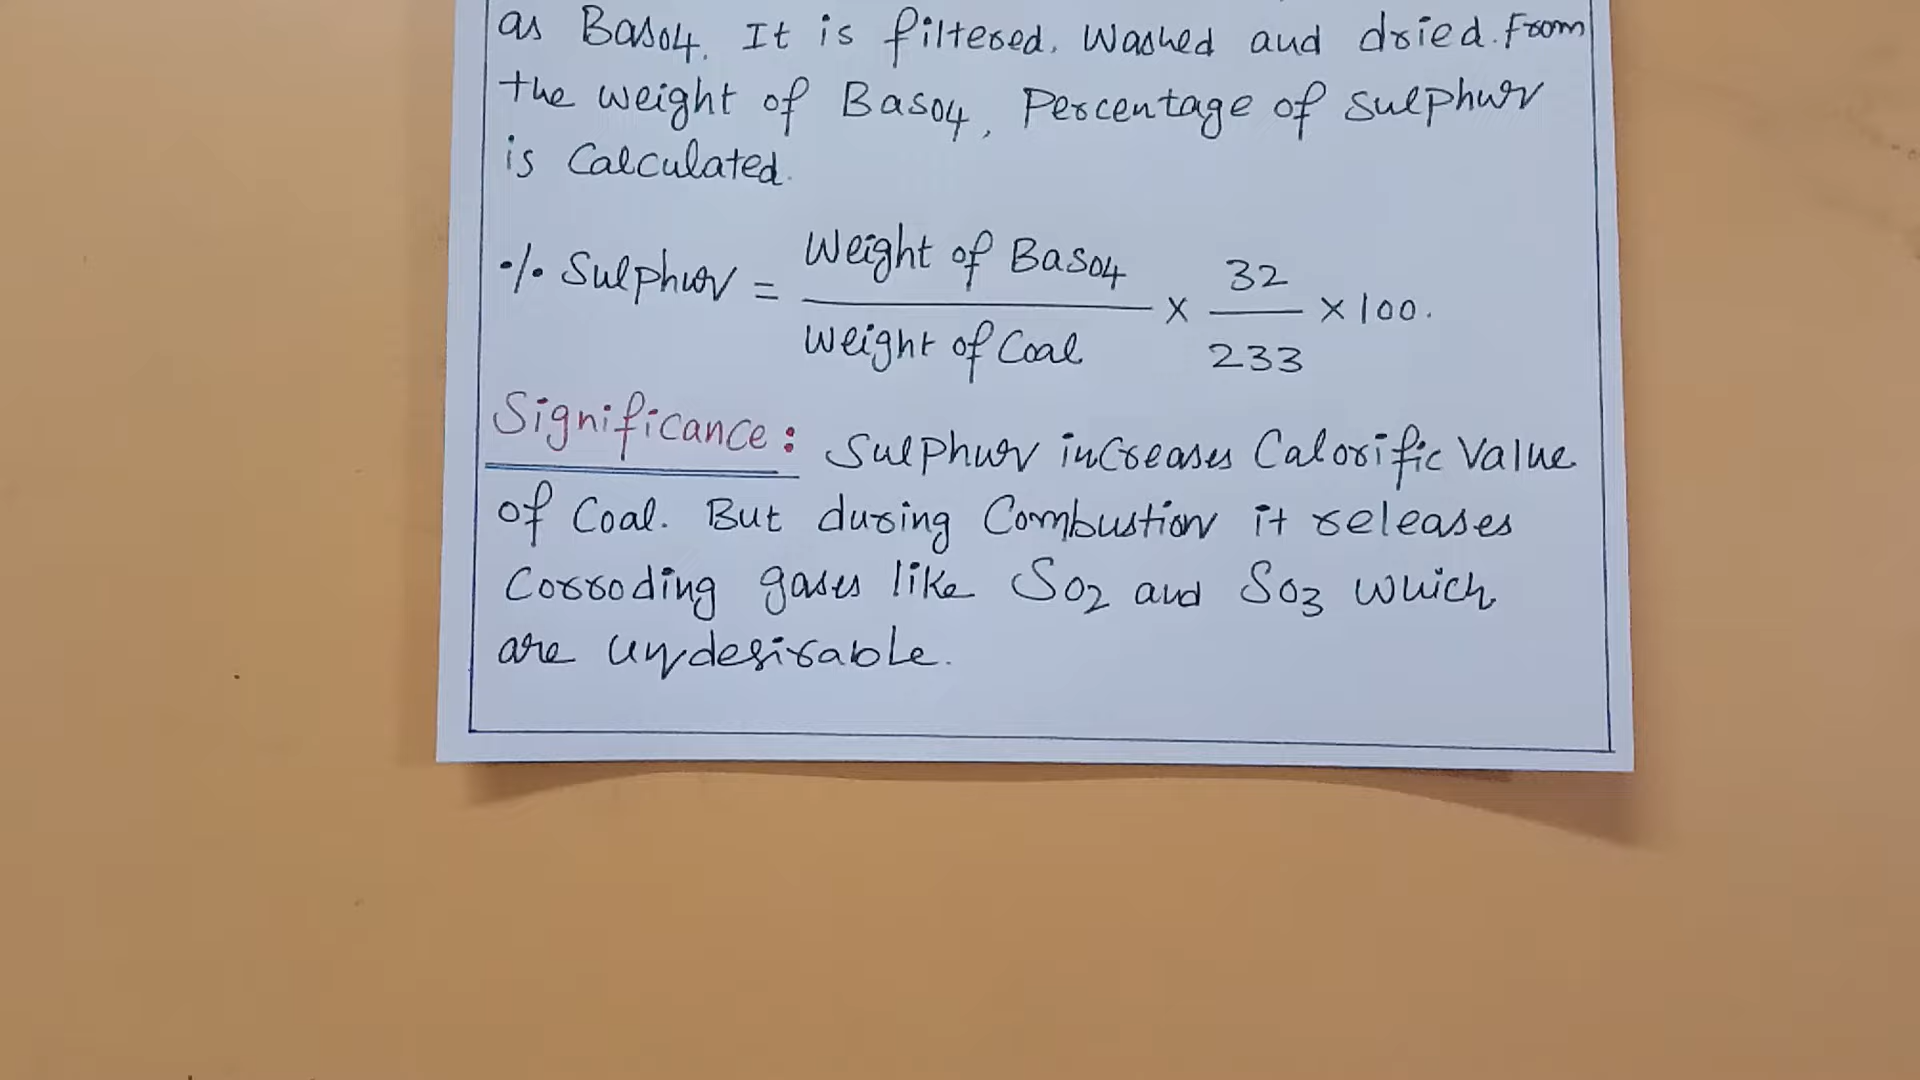 as BaSO4. It is filtered. Washed and dried. From
the weight of BaSO4, Percentage of Sulphur
is Calculated.
% Sulphur = Weight of BaSO4 / Weight of Coal × 32 / 233 × 100.
Significance: Sulphur increases Calorific Value
of Coal. But during Combustion it releases
Corroding gases like SO2 and SO3 which
are undesirable.